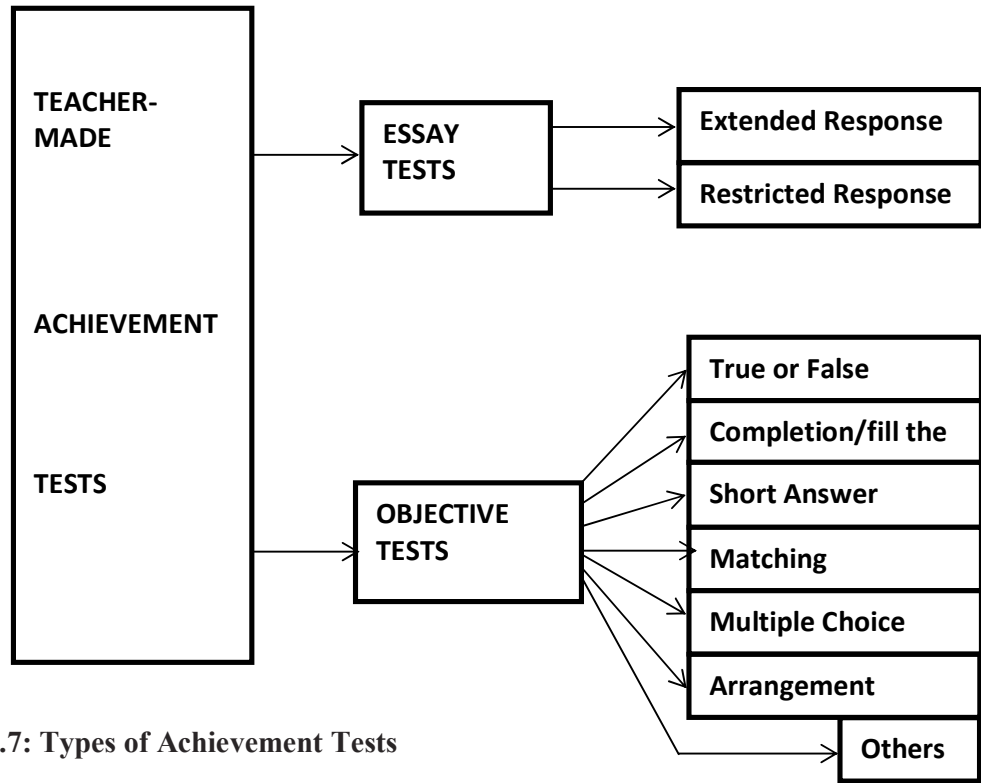 TEACHER-
MADE
ACHIEVEMENT
TESTS
ESSAY
TESTS
Extended Response
Restricted Response
OBJECTIVE
TESTS
True or False
Completion/fill the
Short Answer
Matching
Multiple Choice
Arrangement
Others
.7: Types of Achievement Tests